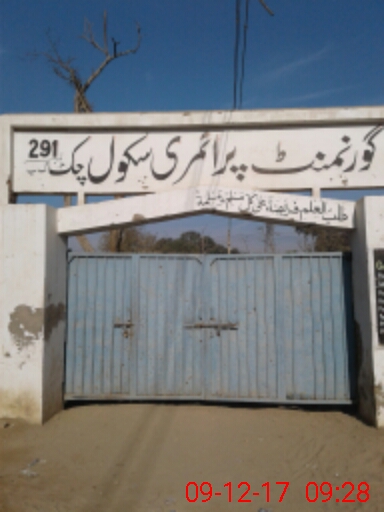 گورنمنٹ پرائمری سکول چک 291
طلب العلم فریضۃ علی کل مسلم و مسلمۃ
09-12-17 09:28